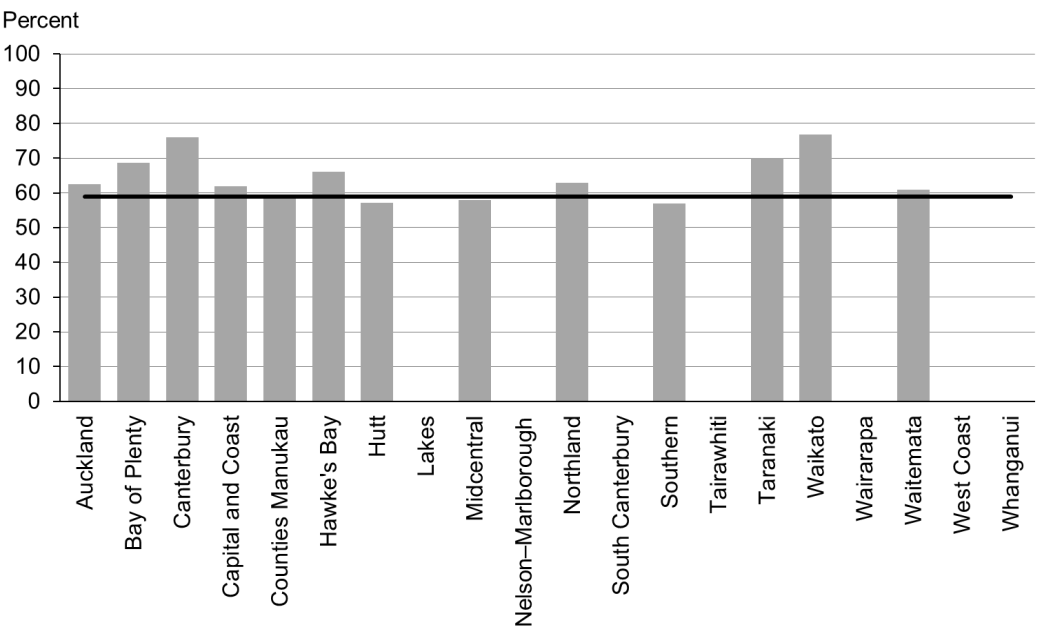 Percent
100
90
80
70
60
50
40
30
20
10
0
Auckland
Bay of Plenty
Canterbury
Capital and Coast
Counties Manukau
Hawke's Bay
Hutt
Lakes
Midcentral
Nelson–Marlborough
Northland
South Canterbury
Southern
Tairawhiti
Taranaki
Waikato
Wairarapa
Waitemata
West Coast
Whanganui